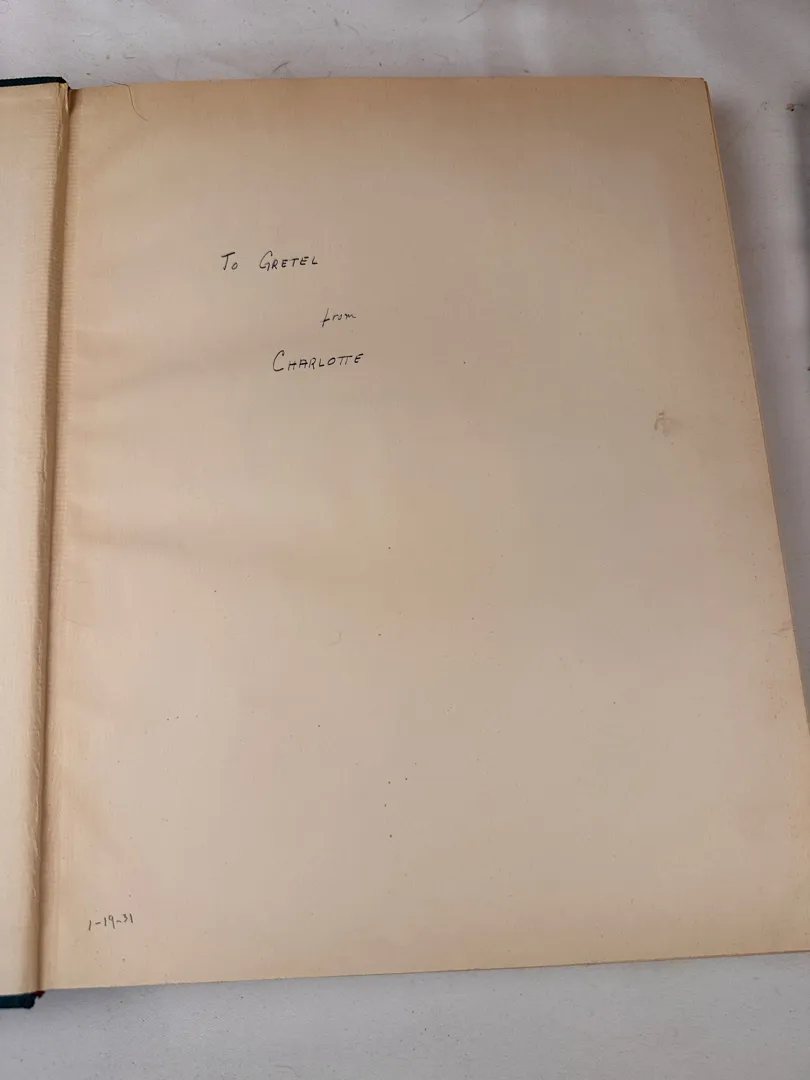 To GRETEL
from
CHARLOTTE
1-19-31